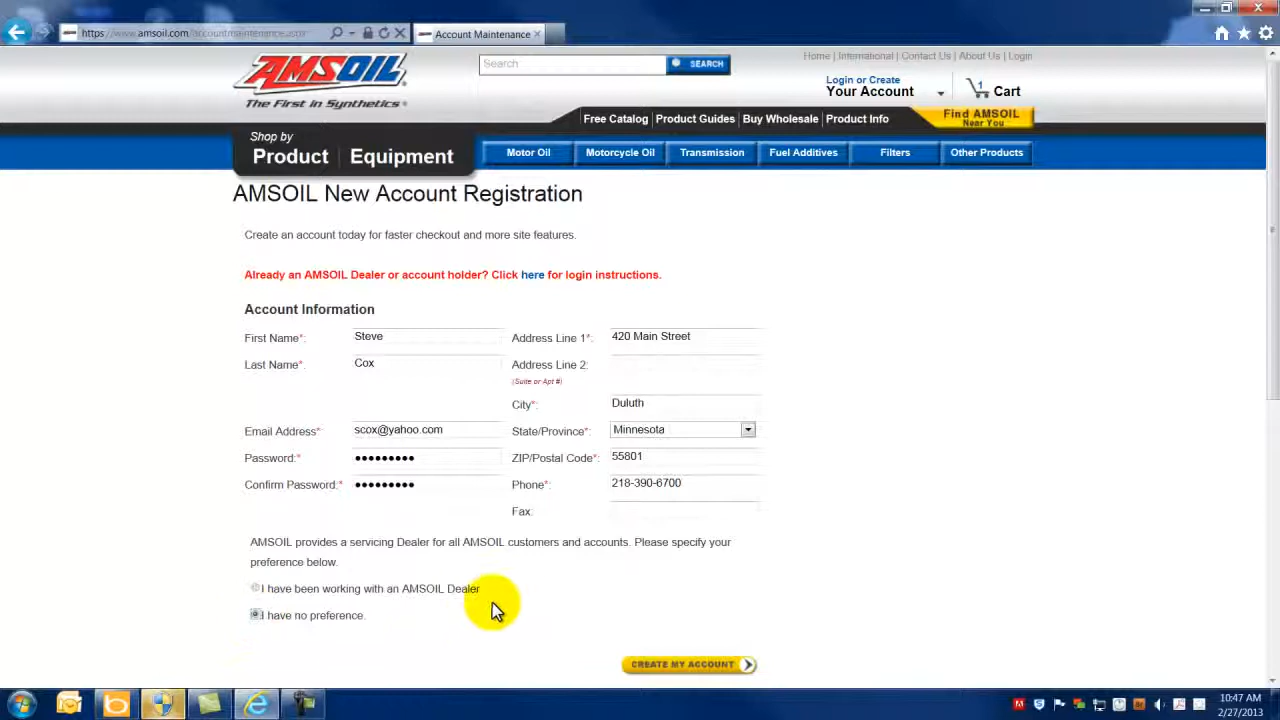 https://www.amsoil.com/accountmaintenance.aspx
Account Maintenance
AMSOIL
The First in Synthetics®
Search
SEARCH
Home | International | Contact Us | About Us | Login
Login or Create
Your Account
1
Cart
Free Catalog | Product Guides | Buy Wholesale | Product Info
Find AMSOIL
Near You
Shop by
Product | Equipment
Motor Oil
Motorcycle Oil
Transmission
Fuel Additives
Filters
Other Products
AMSOIL New Account Registration
Create an account today for faster checkout and more site features.
Already an AMSOIL Dealer or account holder? Click here for login instructions.
Account Information
First Name*: Steve
Address Line 1*: 420 Main Street
Last Name*: Cox
Address Line 2:
(Suite or Apt #)
City*: Duluth
Email Address*: scox@yahoo.com
State/Province*: Minnesota
Password:* •••••••••
ZIP/Postal Code*: 55801
Confirm Password:* •••••••••
Phone*: 218-390-6700
Fax:
AMSOIL provides a servicing Dealer for all AMSOIL customers and accounts. Please specify your
preference below.
I have been working with an AMSOIL Dealer
I have no preference.
CREATE MY ACCOUNT
10:47 AM
2/27/2013